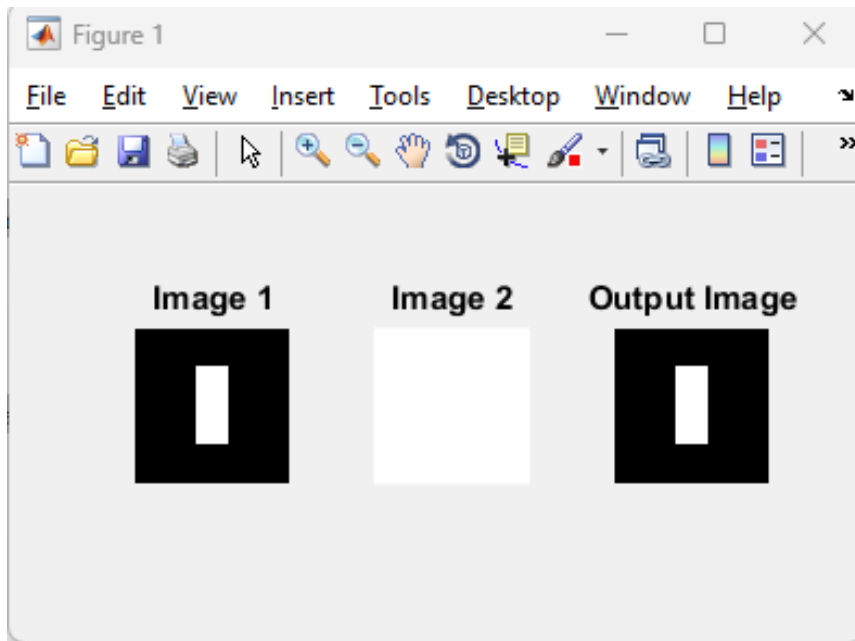 Figure 1
File Edit View Insert Tools Desktop Window Help
Image 1 Image 2 Output Image